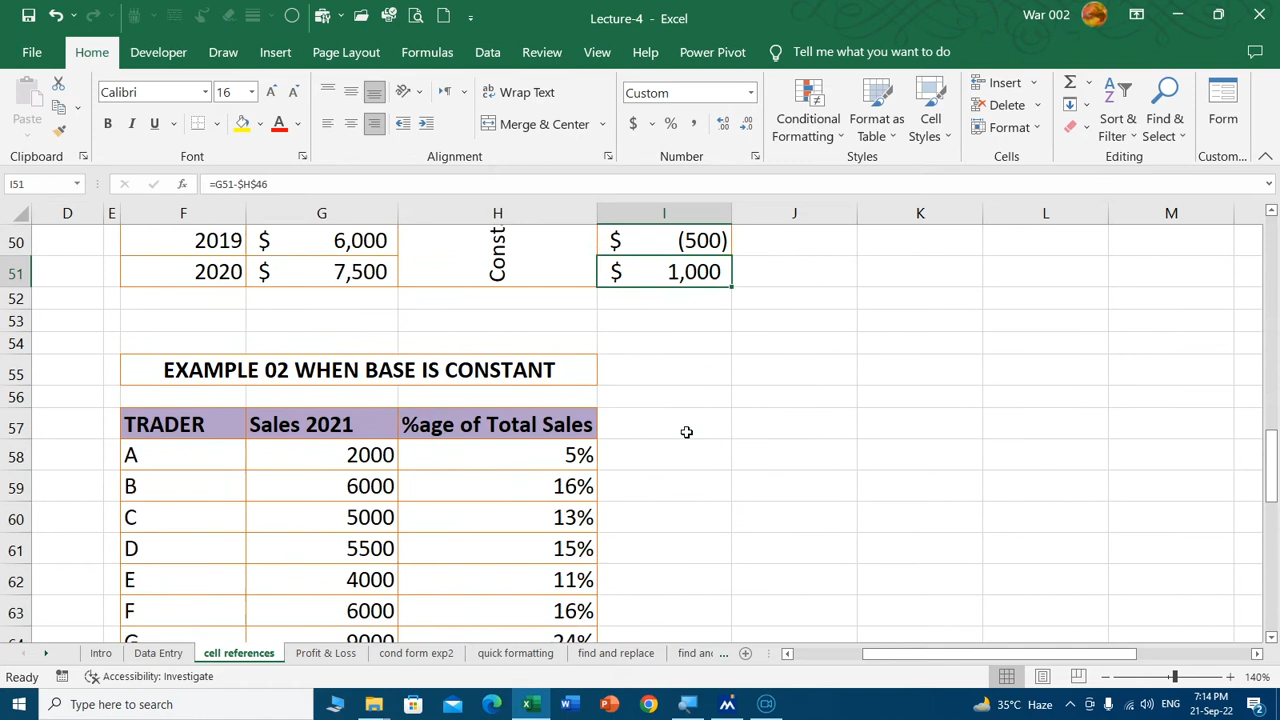 Lecture-4 - Excel
War 002
File Home Developer Draw Insert Page Layout Formulas Data Review View Help Power Pivot Tell me what you want to do
Paste
Calibri 16
Wrap Text
Merge & Center
Custom
Conditional Formatting
Format as Table
Cell Styles
Insert
Delete
Format
Sort & Filter
Find & Select
Form
Clipboard Font Alignment Number Styles Cells Editing Custom...
I51 =G51-$H$46
D E F G H I J K L M
50 2019 $ 6,000 $ (500)
51 2020 $ 7,500 Const $ 1,000
52
53
54
55 EXAMPLE 02 WHEN BASE IS CONSTANT
56
57 TRADER Sales 2021 %age of Total Sales
58 A 2000 5%
59 B 6000 16%
60 C 5000 13%
61 D 5500 15%
62 E 4000 11%
63 F 6000 16%
64 G 9000 24%
Intro Data Entry cell references Profit & Loss cond form exp2 quick formatting find and replace find and ...
Ready Accessibility: Investigate 140%
Type here to search
35°C Haze ENG 7:14 PM
21-Sep-22